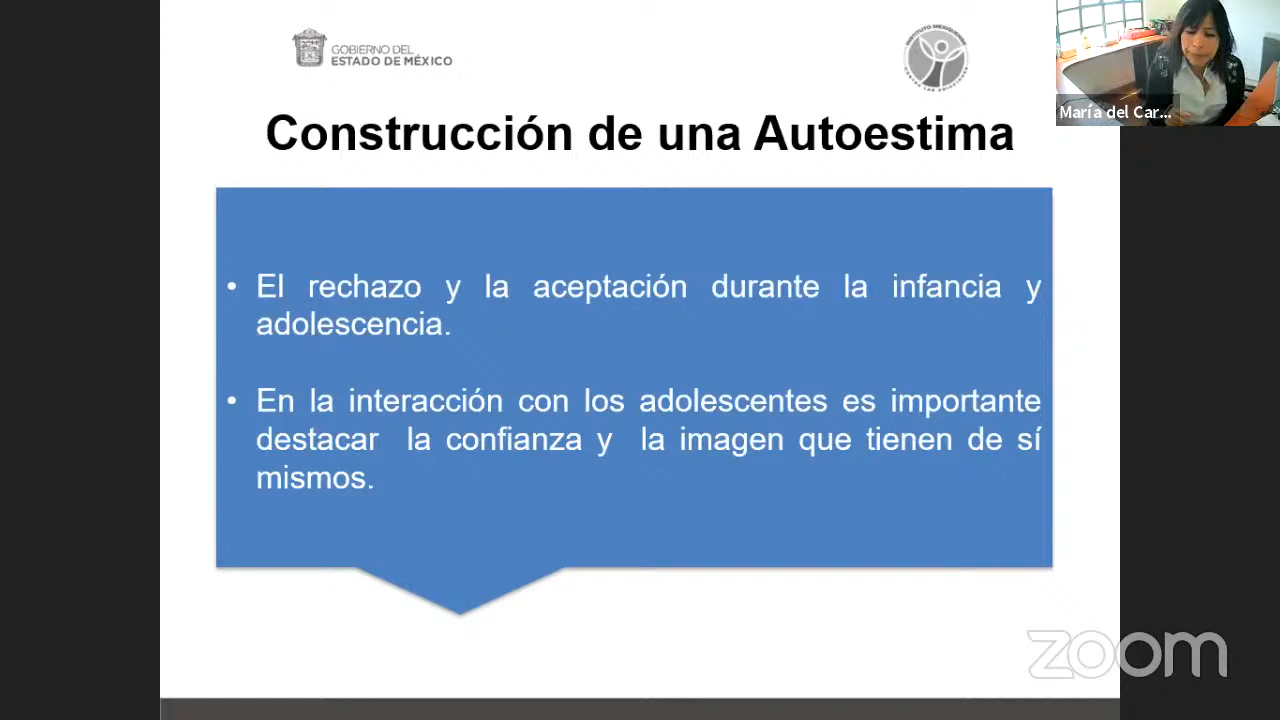 GOBIERNO DEL
ESTADO DE MÉXICO
María del Car...
Construcción de una Autoestima
• El rechazo y la aceptación durante la infancia y
adolescencia.
• En la interacción con los adolescentes es importante
destacar la confianza y la imagen que tienen de sí
mismos.
zoom